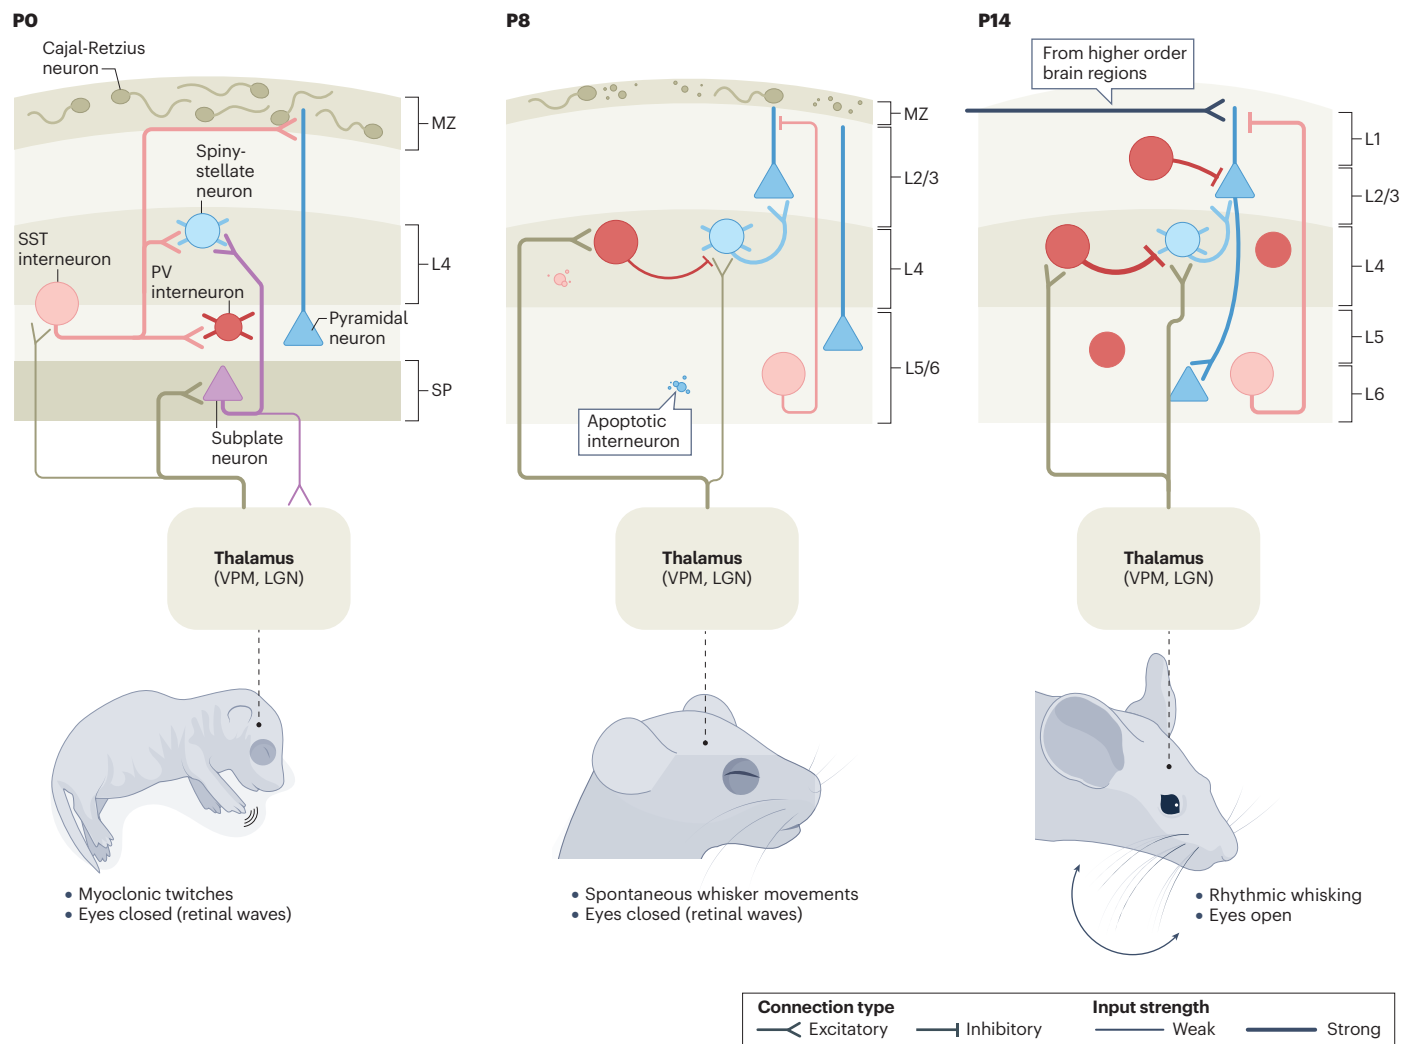 P0
Cajal-Retzius
neuron
MZ
Spiny-
stellate
neuron
SST
interneuron
L4
PV
interneuron
Pyramidal
neuron
SP
Subplate
neuron
Thalamus
(VPM, LGN)
• Myoclonic twitches
• Eyes closed (retinal waves)
P8
MZ
L2/3
L4
L5/6
Apoptotic
interneuron
Thalamus
(VPM, LGN)
• Spontaneous whisker movements
• Eyes closed (retinal waves)
P14
From higher order
brain regions
L1
L2/3
L4
L5
L6
Thalamus
(VPM, LGN)
• Rhythmic whisking
• Eyes open
Connection type
Excitatory
Inhibitory
Input strength
Weak
Strong